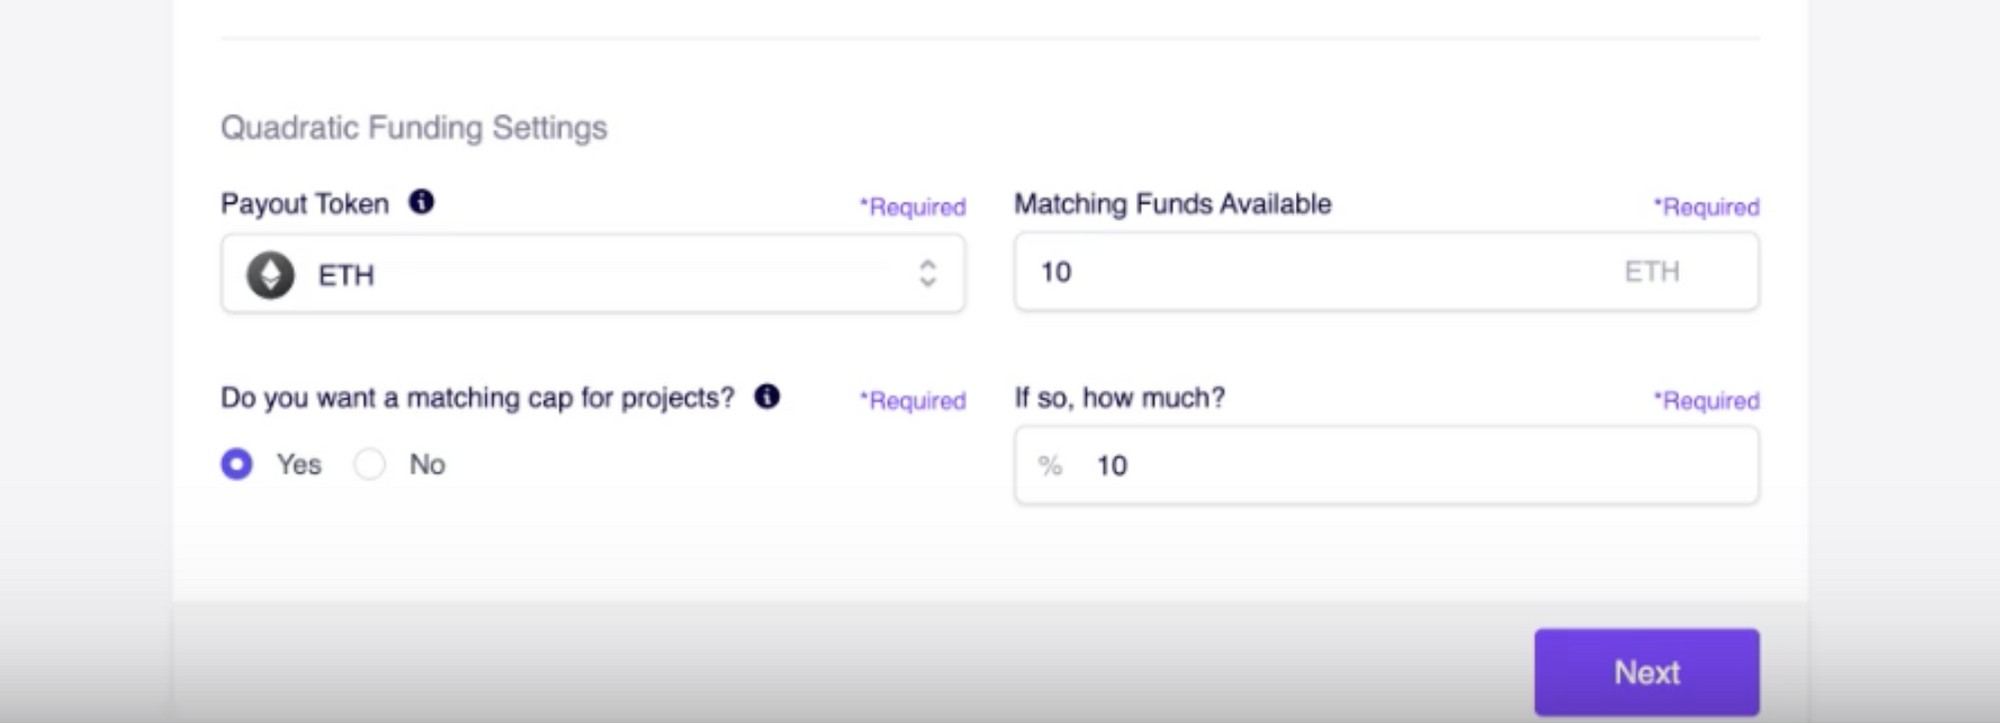 Quadratic Funding Settings
Payout Token *Required
Matching Funds Available *Required
ETH
10 ETH
Do you want a matching cap for projects? *Required
If so, how much? *Required
Yes No
% 10
Next